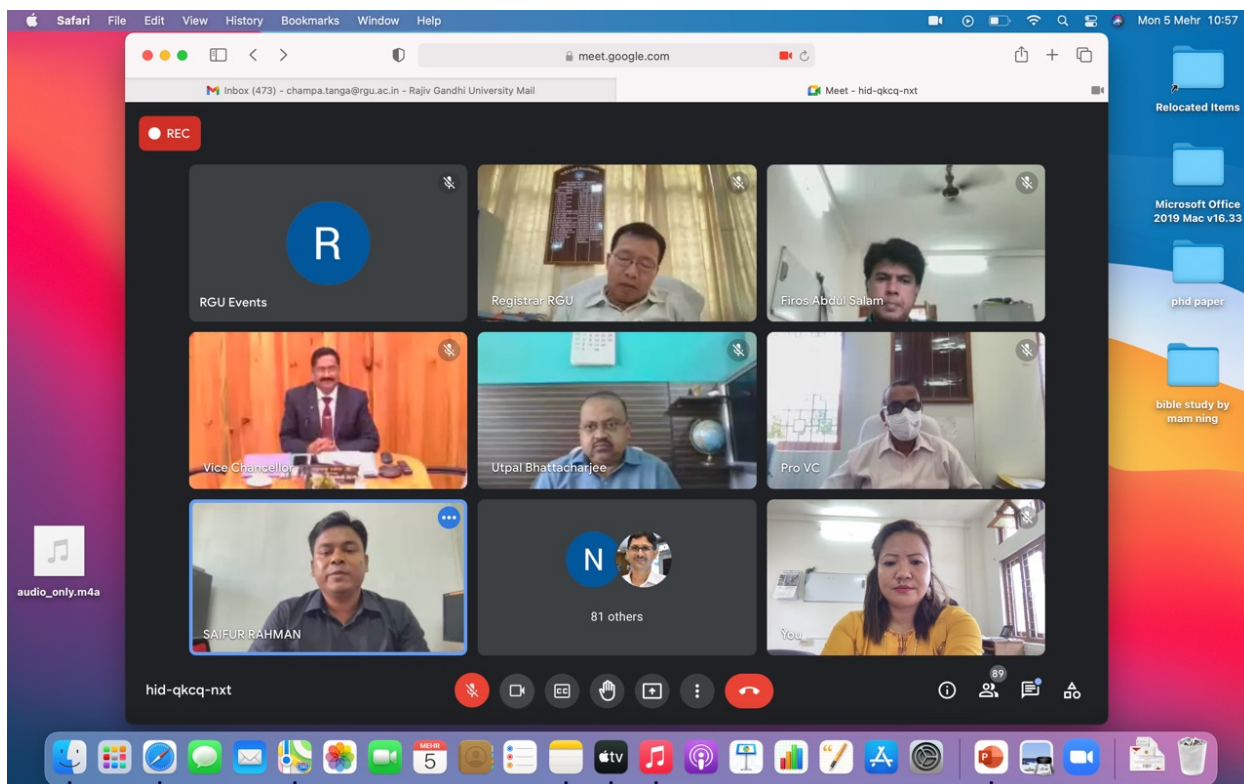 Safari File Edit View History Bookmarks Window Help Mon 5 Mehr 10:57
meet.google.com
Inbox (473) - champa.tanga@rgu.ac.in - Rajiv Gandhi University Mail
Meet - hid-qkcq-nxt
REC
R
RGU Events
Registrar RGU
Firos Abdul Salam
Vice Chancellor
Utpal Bhattacharjee
Pro VC
SAIFUR RAHMAN
N
81 others
You
hid-qkcq-nxt
CC
89
Relocated Items
Microsoft Office
2019 Mac v16.33
phd paper
bible study by
mam ning
audio_only.m4a
MEHR
5
tv
P